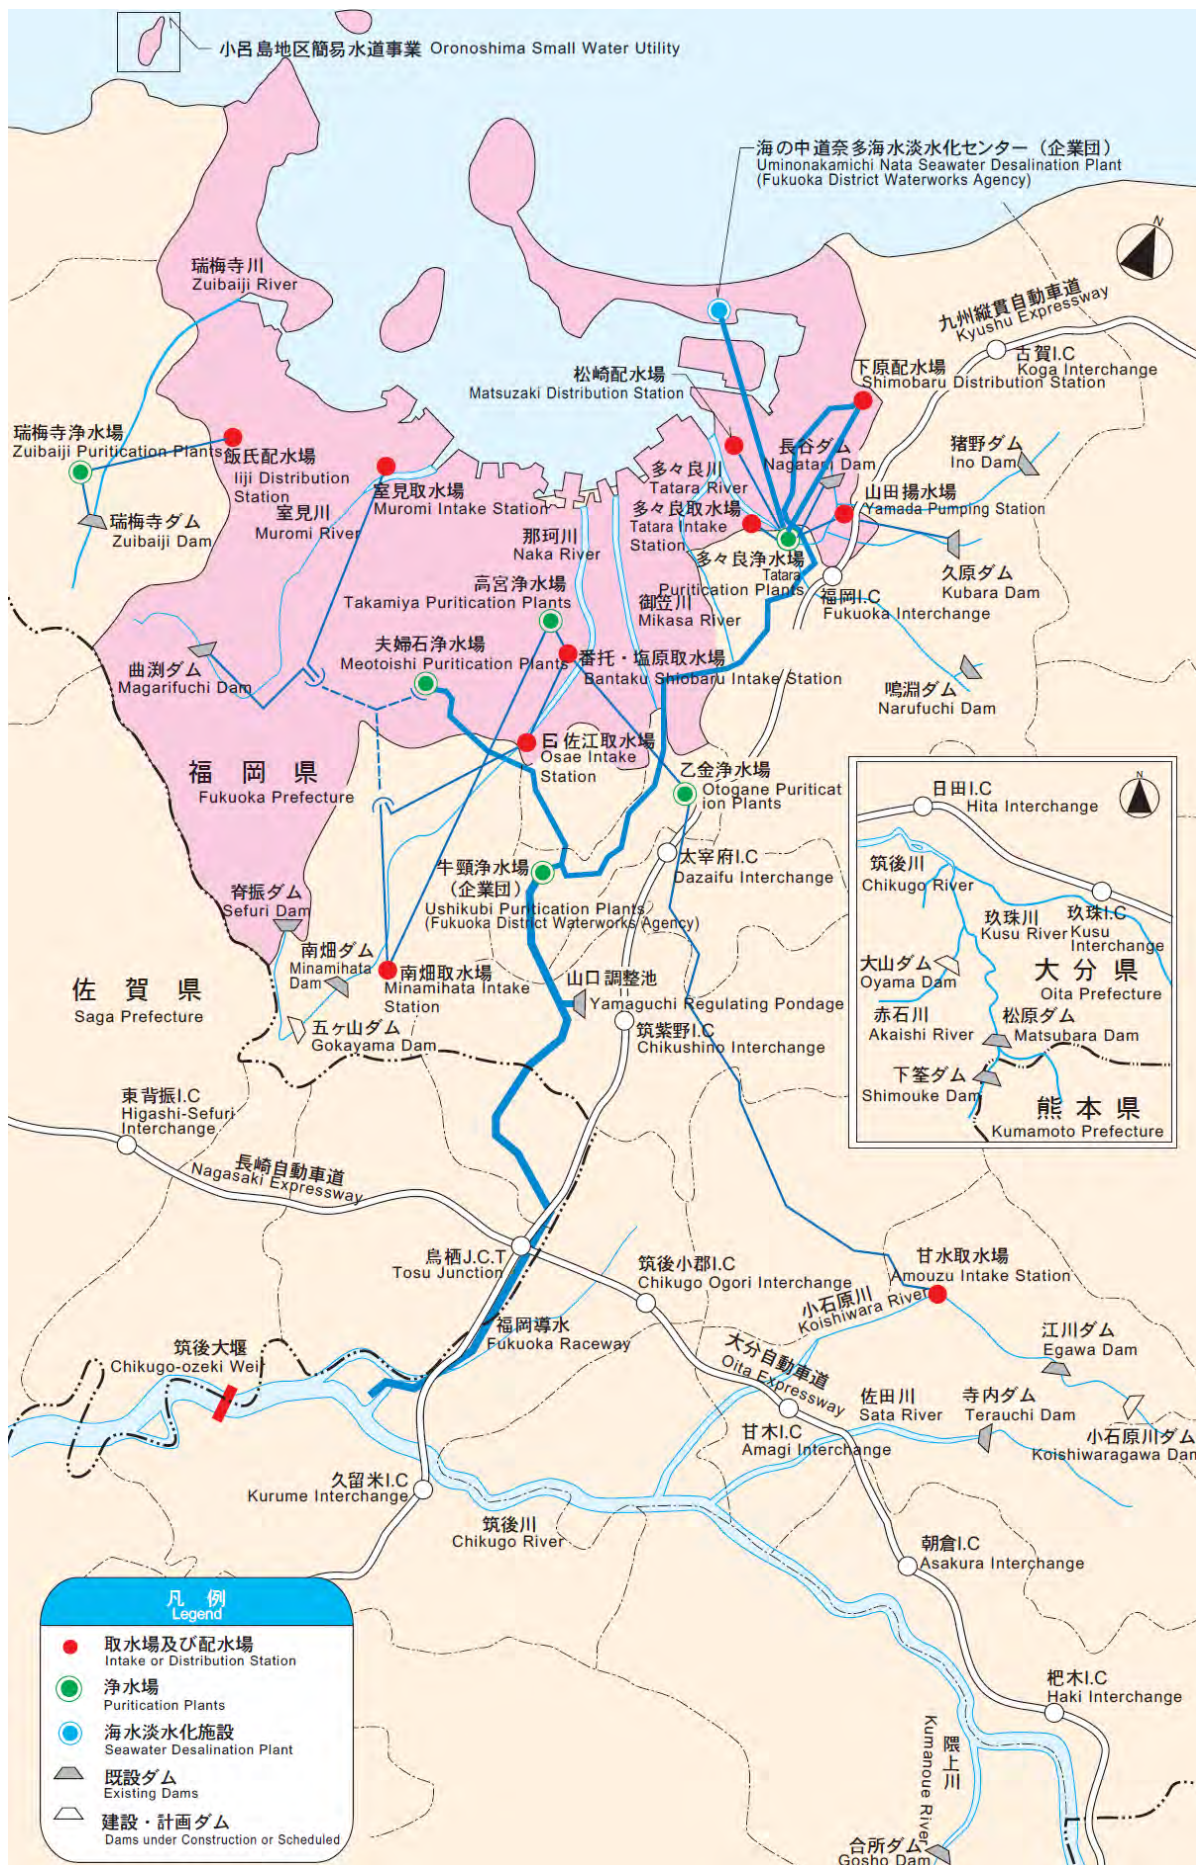 小呂島地区簡易水道事業 Oronoshima Small Water Utility
海の中道奈多海水淡水化センター（企業団）
Uminonakamichi Nata Seawater Desalination Plant
(Fukuoka District Waterworks Agency)
N
瑞梅寺川
Zuibaiji River
九州縦貫自動車道
Kyushu Expressway
古賀I.C
Koga Interchange
松崎配水場
Matsuzaki Distribution Station
下原配水場
Shimobaru Distribution Station
瑞梅寺浄水場
Zuibaiji Puritication Plants
飯氏配水場
Iiji Distribution
Station
室見取水場
Muromi Intake Station
長谷ダム
Nagatani Dam
猪野ダム
Ino Dam
多々良川
Tatara River
山田揚水場
Yamada Pumping Station
瑞梅寺ダム
Zuibaiji Dam
室見川
Muromi River
那珂川
Naka River
多々良取水場
Tatara Intake
Station
多々良浄水場
Tatara
Puritication Plants
久原ダム
Kubara Dam
高宮浄水場
Takamiya Puritication Plants
御笠川
Mikasa River
福岡I.C
Fukuoka Interchange
夫婦石浄水場
Meotoishi Puritication Plants
番托・塩原取水場
Bantaku Shiobaru Intake Station
曲渕ダム
Magarifuchi Dam
鳴淵ダム
Narufuchi Dam
日佐江取水場
Osae Intake
Station
福岡県
Fukuoka Prefecture
乙金浄水場
Otogane Puriticat
ion Plants
N
日田I.C
Hita Interchange
太宰府I.C
Dazaifu Interchange
牛頸浄水場
（企業団）
Ushikubi Puritication Plants
(Fukuoka District Waterworks Agency)
筑後川
Chikugo River
脊振ダム
Sefuri Dam
玖珠川
Kusu River
玖珠I.C
Kusu
Interchange
南畑ダム
Minamihata
Dam
南畑取水場
Minamihata Intake
Station
大山ダム
Oyama Dam
大分県
Oita Prefecture
佐賀県
Saga Prefecture
山口調整池
Yamaguchi Regulating Pondage
赤石川
Akaishi River
松原ダム
Matsubara Dam
五ヶ山ダム
Gokayama Dam
筑紫野I.C
Chikushino Interchange
下筌ダム
Shimouke Dam
熊本県
Kumamoto Prefecture
東背振I.C
Higashi-Sefuri
Interchange
長崎自動車道
Nagasaki Expressway
鳥栖J.C.T
Tosu Junction
筑後小郡I.C
Chikugo Ogori Interchange
甘水取水場
Amouzu Intake Station
小石原川
Koishiwara River
福岡導水
Fukuoka Raceway
江川ダム
Egawa Dam
筑後大堰
Chikugo-ozeki Weir
大分自動車道
Oita Expressway
佐田川
Sata River
寺内ダム
Terauchi Dam
甘木I.C
Amagi Interchange
小石原川ダム
Koishiwaragawa Dam
久留米I.C
Kurume Interchange
筑後川
Chikugo River
朝倉I.C
Asakura Interchange
杷木I.C
Haki Interchange
隈上川
Kumanoue River
合所ダム
Gosho Dam
凡例
Legend
取水場及び配水場
Intake or Distribution Station
浄水場
Puritication Plants
海水淡水化施設
Seawater Desalination Plant
既設ダム
Existing Dams
建設・計画ダム
Dams under Construction or Scheduled